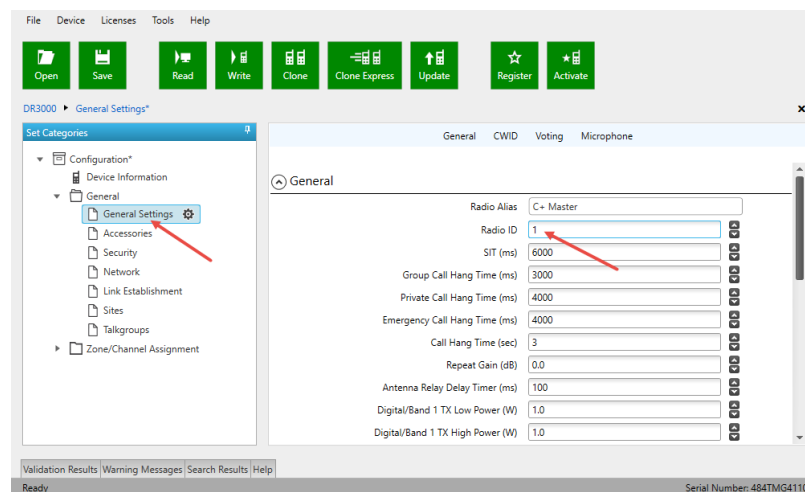 File Device Licenses Tools Help
Open Save Read Write Clone Clone Express Update Register Activate
DR3000 General Settings*
Set Categories
Configuration*
Device Information
General
General Settings
Accessories
Security
Network
Link Establishment
Sites
Talkgroups
Zone/Channel Assignment
General CWID Voting Microphone
General
Radio Alias C+ Master
Radio ID 1
SIT (ms) 6000
Group Call Hang Time (ms) 3000
Private Call Hang Time (ms) 4000
Emergency Call Hang Time (ms) 4000
Call Hang Time (sec) 3
Repeat Gain (dB) 0.0
Antenna Relay Delay Timer (ms) 100
Digital/Band 1 TX Low Power (W) 1.0
Digital/Band 1 TX High Power (W) 1.0
Validation Results Warning Messages Search Results Help
Ready Serial Number: 484TMG4110